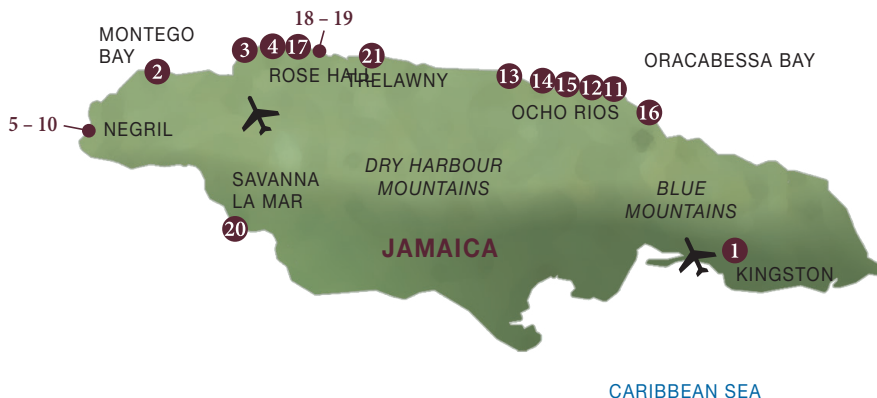 18 – 19
MONTEGO
BAY
3
4
17
21
2
ROSE HALL
TRELAWNY
13
14
15
12
11
ORACABESSA BAY
OCHO RIOS
16
5 – 10
NEGRIL
DRY HARBOUR
MOUNTAINS
SAVANNA
LA MAR
BLUE
MOUNTAINS
20
JAMAICA
1
KINGSTON
CARIBBEAN SEA